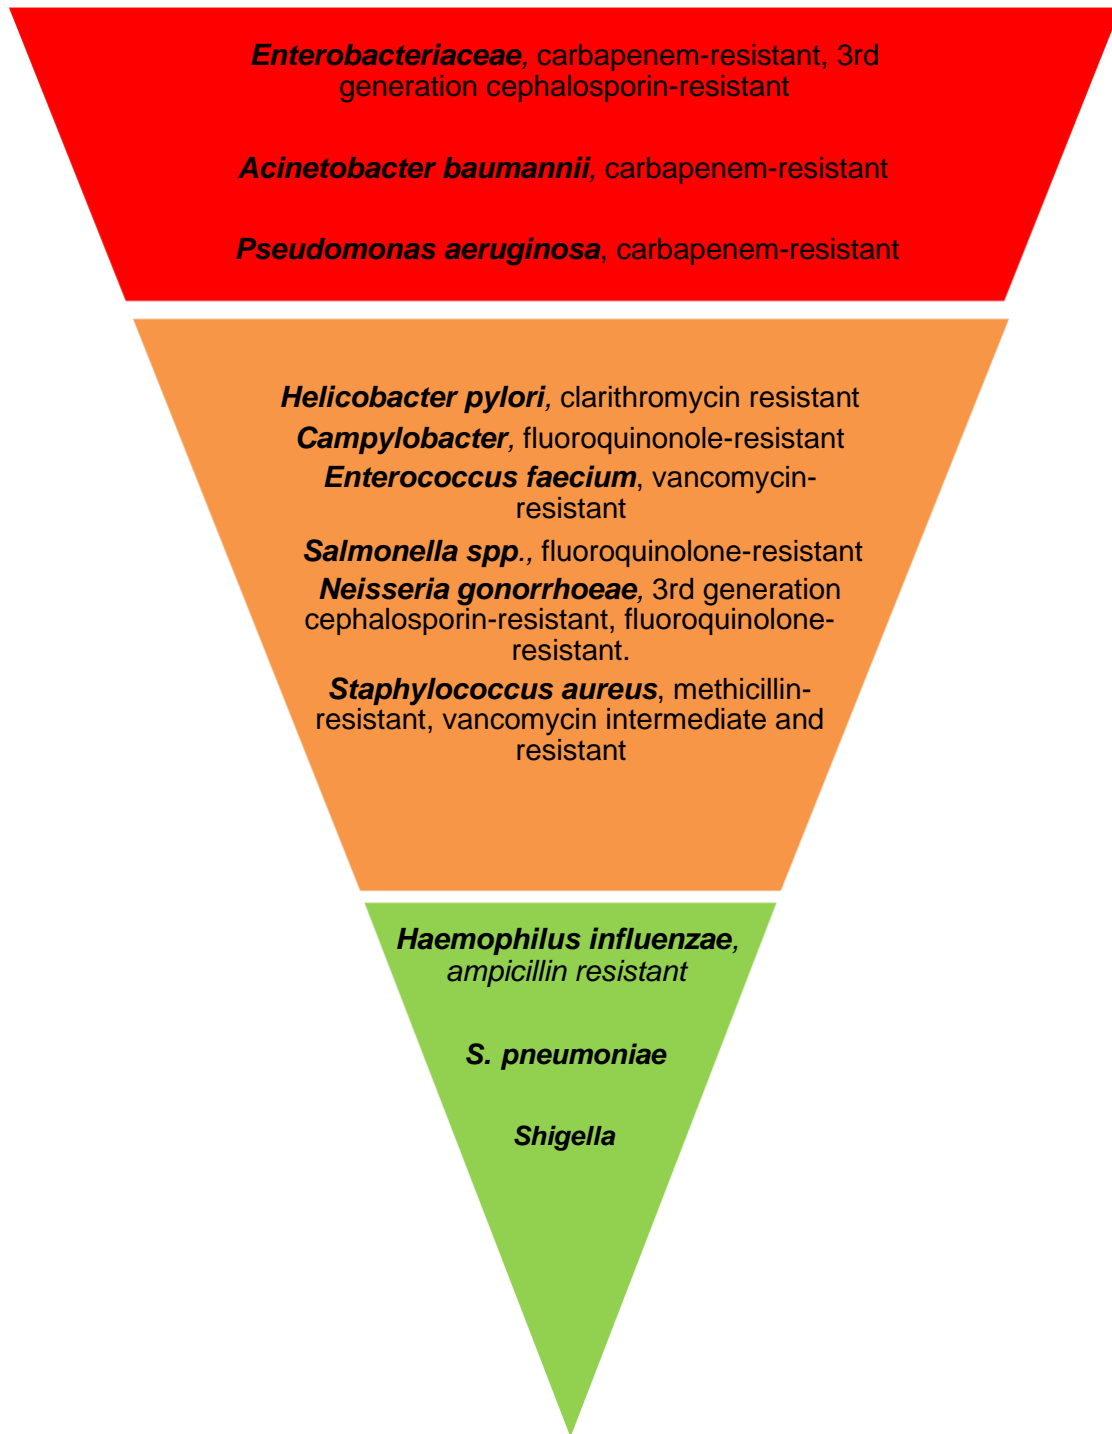 Enterobacteriaceae, carbapenem-resistant, 3rd
generation cephalosporin-resistant
Acinetobacter baumannii, carbapenem-resistant
Pseudomonas aeruginosa, carbapenem-resistant
Helicobacter pylori, clarithromycin resistant
Campylobacter, fluoroquinonole-resistant
Enterococcus faecium, vancomycin-
resistant
Salmonella spp., fluoroquinolone-resistant
Neisseria gonorrhoeae, 3rd generation
cephalosporin-resistant, fluoroquinolone-
resistant.
Staphylococcus aureus, methicillin-
resistant, vancomycin intermediate and
resistant
Haemophilus influenzae,
ampicillin resistant
S. pneumoniae
Shigella